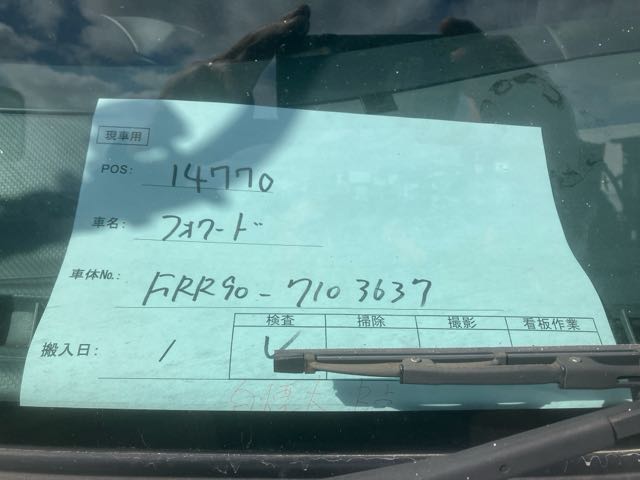 現車用
POS: 14770
車名: フォワード
車体No.: FRR90-7103637
検査 掃除 撮影 看板作業
搬入日: / レ